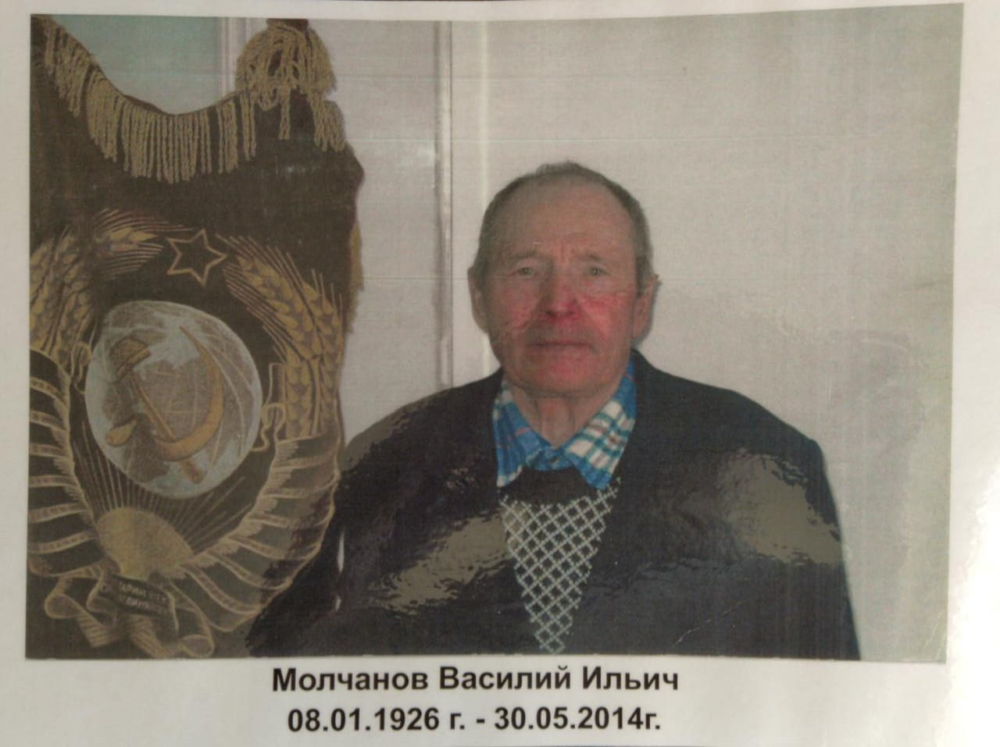 Молчанов Василий Ильич
08.01.1926 г. - 30.05.2014г.